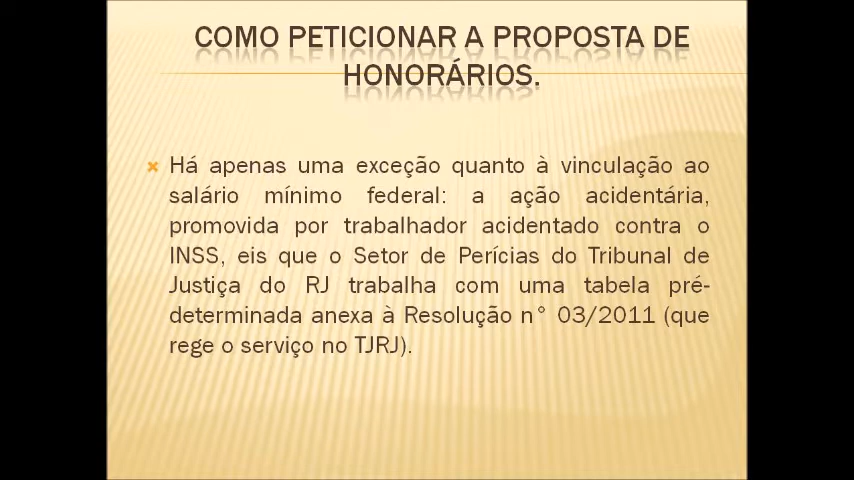 COMO PETICIONAR A PROPOSTA DE
HONORÁRIOS.
Há apenas uma exceção quanto à vinculação ao
salário mínimo federal: a ação acidentária,
promovida por trabalhador acidentado contra o
INSS, eis que o Setor de Perícias do Tribunal de
Justiça do RJ trabalha com uma tabela pré-
determinada anexa à Resolução n° 03/2011 (que
rege o serviço no TJRJ).